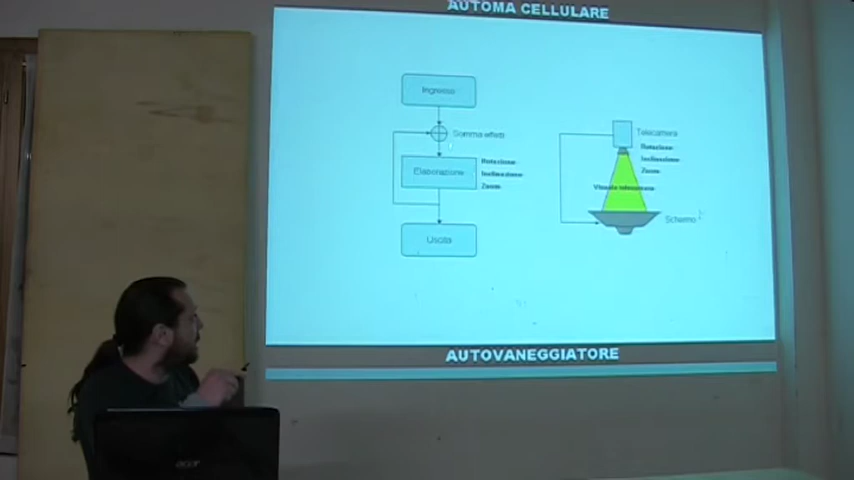 AUTOMA CELLULARE
Ingresso
Somma effetti
Elaborazione
Rotazione
Inclinazione
Zoom
Uscita
Telecamera
Rotazione
Inclinazione
Zoom
Schermo
AUTOVANEGGIATORE
acer